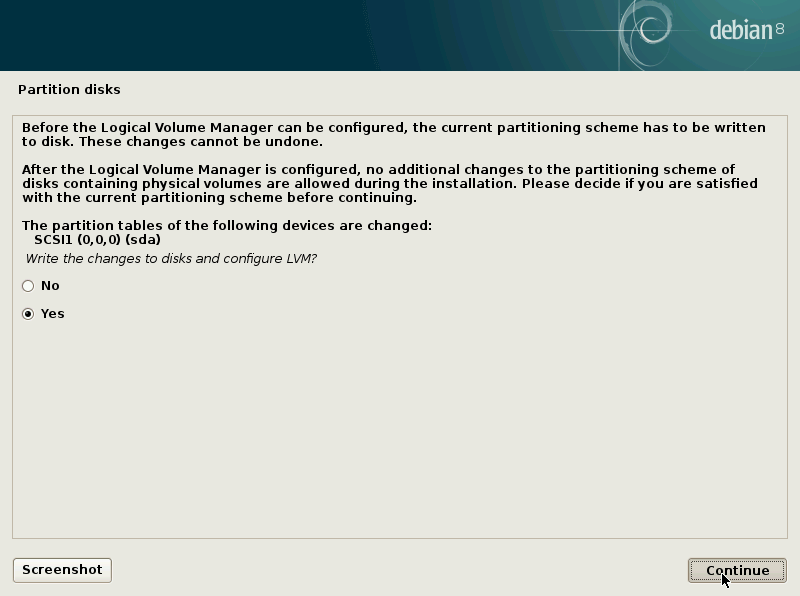 debian 8
Partition disks
Before the Logical Volume Manager can be configured, the current partitioning scheme has to be written
to disk. These changes cannot be undone.
After the Logical Volume Manager is configured, no additional changes to the partitioning scheme of
disks containing physical volumes are allowed during the installation. Please decide if you are satisfied
with the current partitioning scheme before continuing.
The partition tables of the following devices are changed:
SCSI1 (0,0,0) (sda)
Write the changes to disks and configure LVM?
No
Yes
Screenshot
Continue